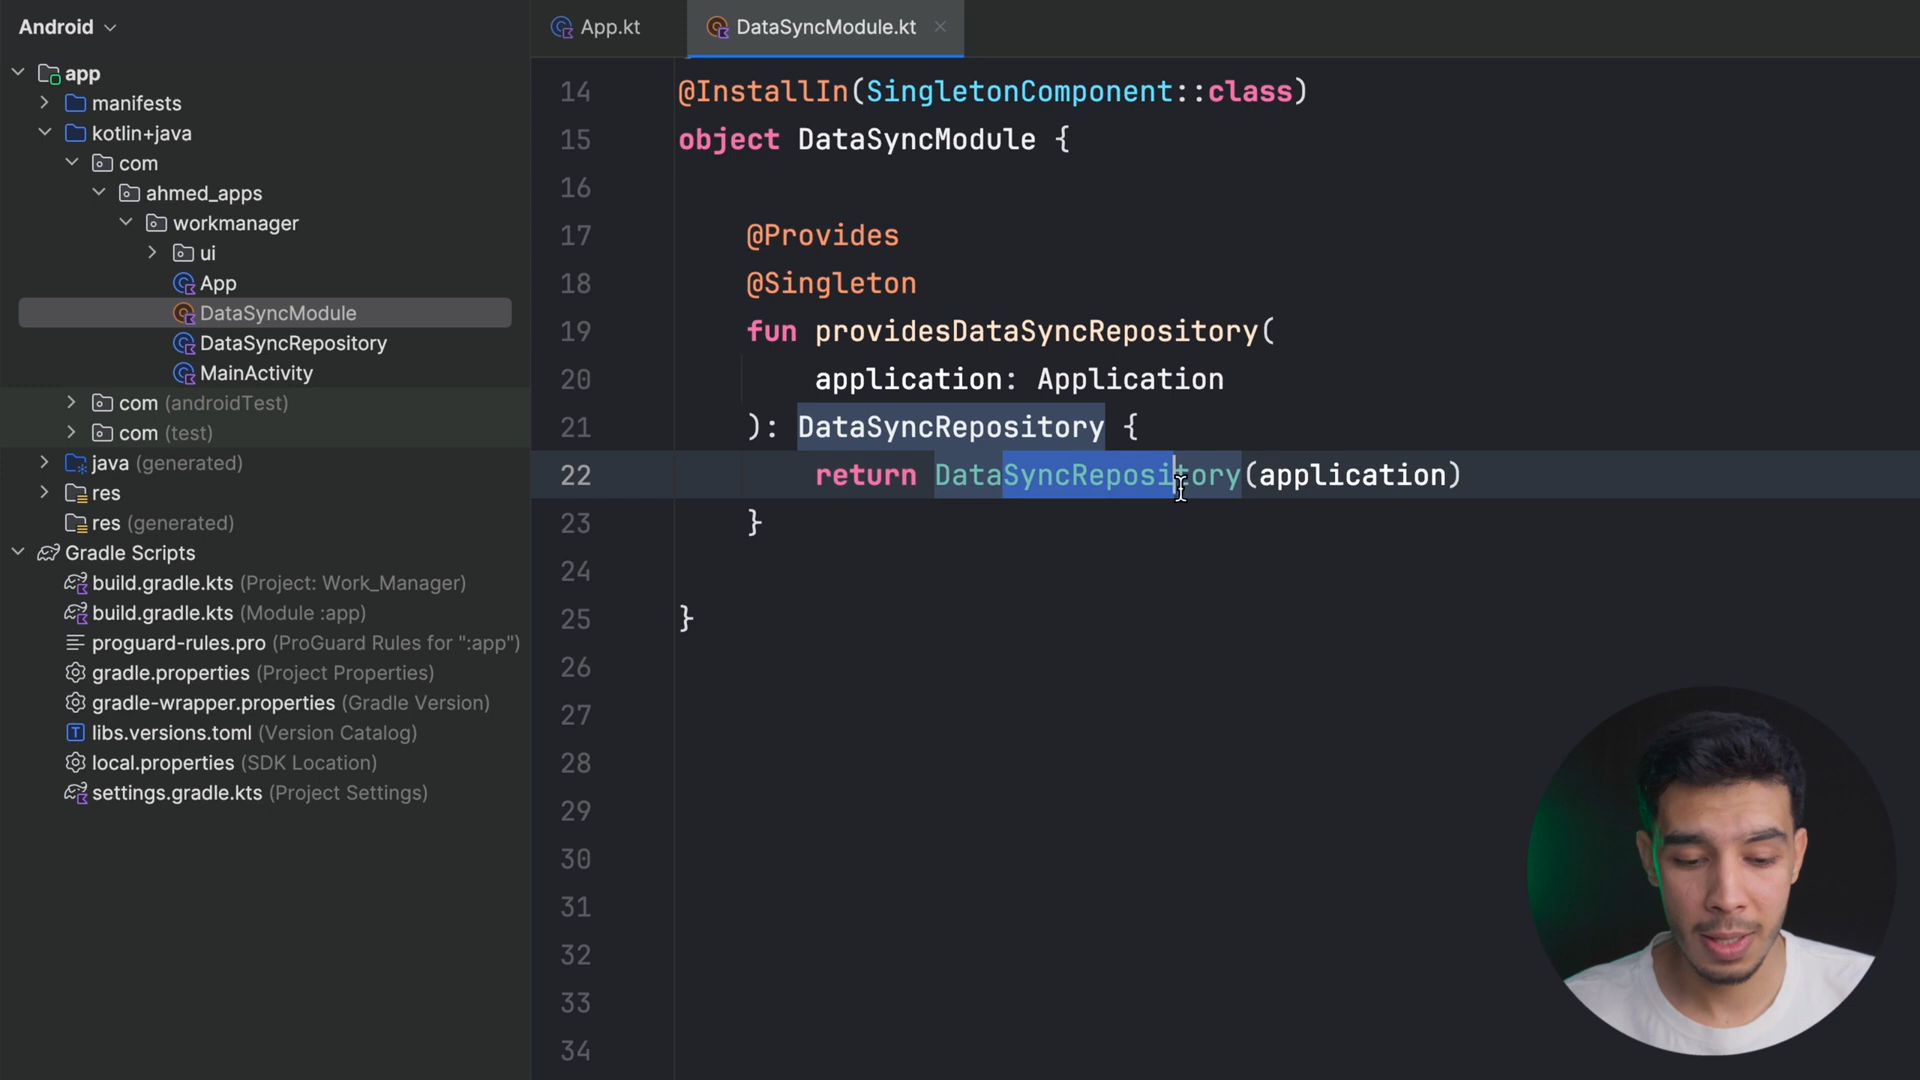 Android
app
manifests
kotlin+java
com
ahmed_apps
workmanager
ui
App
DataSyncModule
DataSyncRepository
MainActivity
com (androidTest)
com (test)
java (generated)
res
res (generated)
Gradle Scripts
build.gradle.kts (Project: Work_Manager)
build.gradle.kts (Module :app)
proguard-rules.pro (ProGuard Rules for ":app")
gradle.properties (Project Properties)
gradle-wrapper.properties (Gradle Version)
libs.versions.toml (Version Catalog)
local.properties (SDK Location)
settings.gradle.kts (Project Settings)
App.kt DataSyncModule.kt
14 @InstallIn(SingletonComponent::class)
15 object DataSyncModule {
16
17 @Provides
18 @Singleton
19 fun providesDataSyncRepository(
20 application: Application
21 ): DataSyncRepository {
22 return DataSyncRepository(application)
23 }
24
25 }
26
27
28
29
30
31
32
33
34